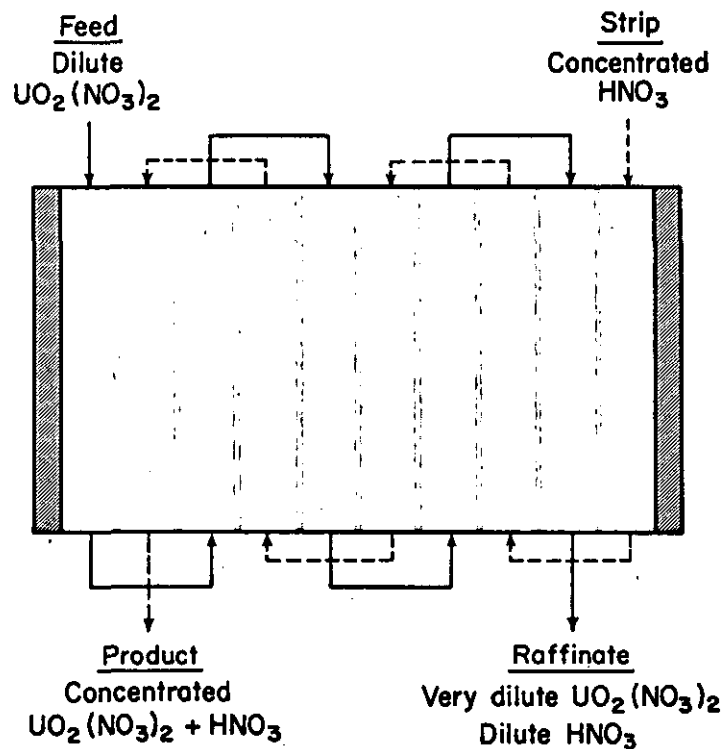 Feed
Dilute
UO₂(NO₃)₂
Strip
Concentrated
HNO₃
Product
Concentrated
UO₂(NO₃)₂ + HNO₃
Raffinate
Very dilute UO₂(NO₃)₂
Dilute HNO₃